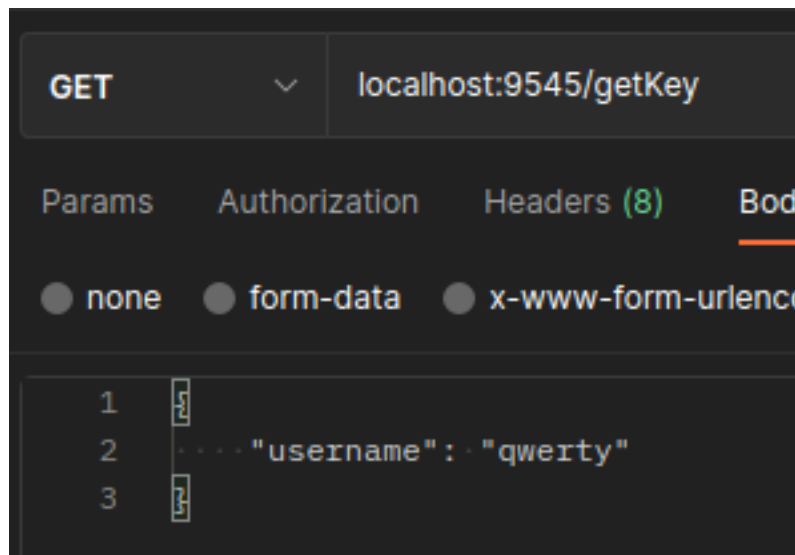 GET localhost:9545/getKey
Params Authorization Headers (8) Bod
none form-data x-www-form-urlenc
1 {
2 "username": "qwerty"
3 }